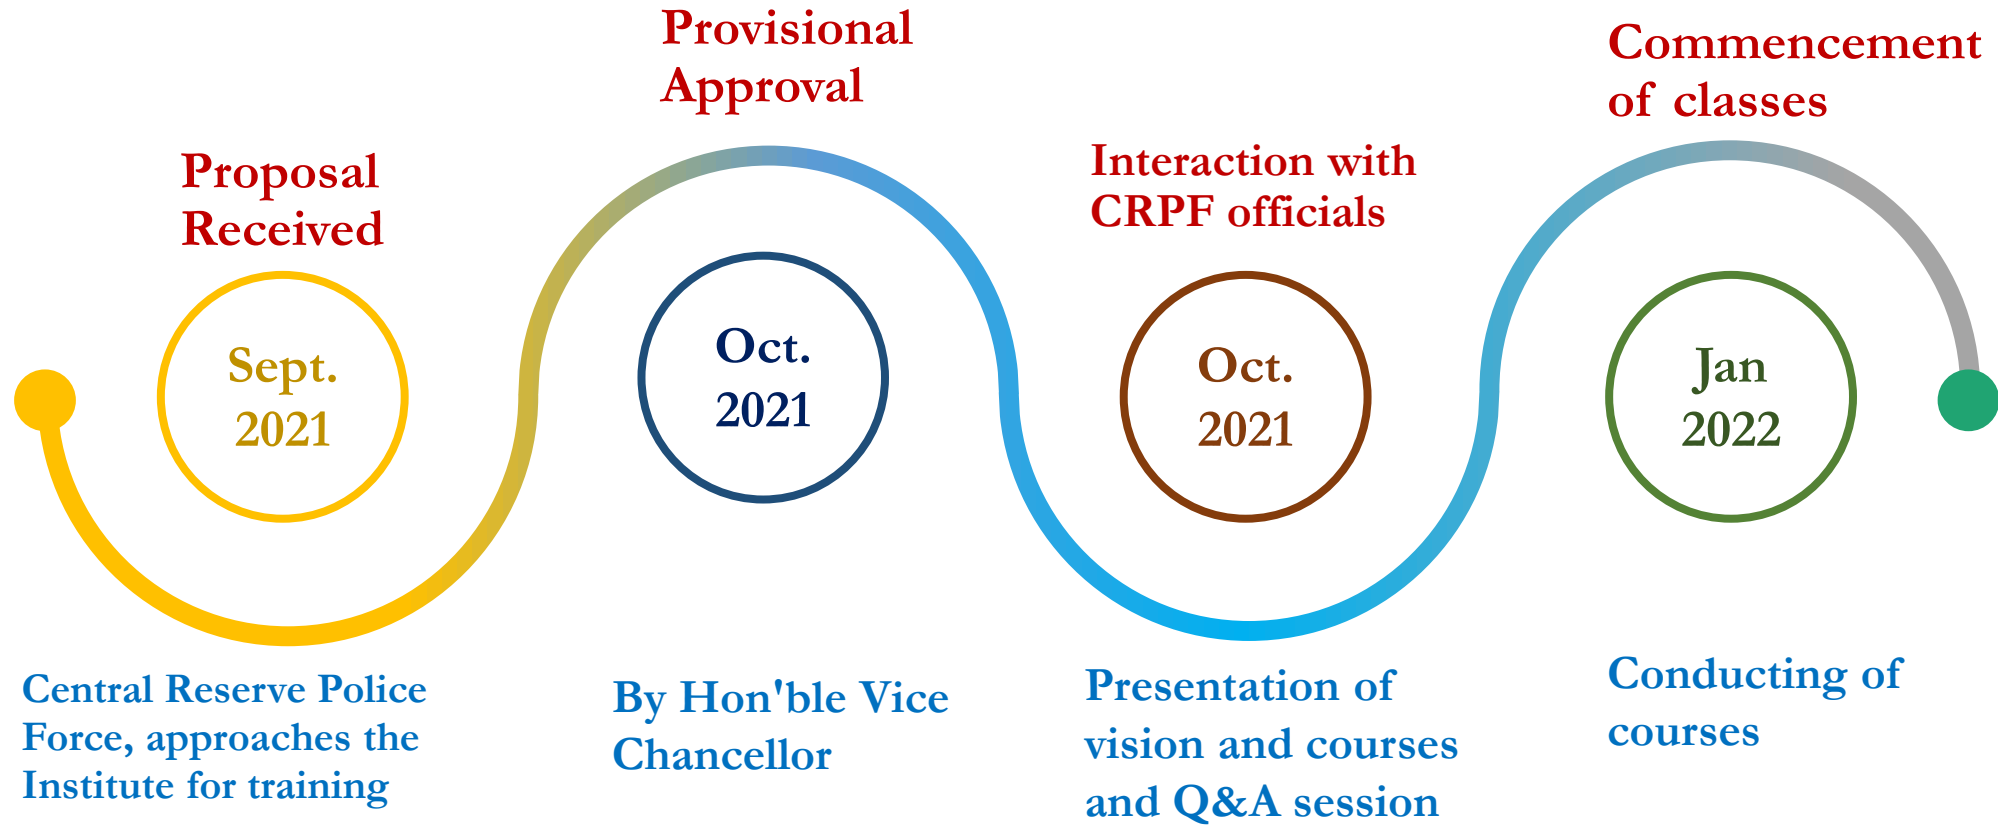 Proposal
Received
Sept.
2021
Central Reserve Police
Force, approaches the
Institute for training
Provisional
Approval
Oct.
2021
By Hon'ble Vice
Chancellor
Interaction with
CRPF officials
Oct.
2021
Presentation of
vision and courses
and Q&A session
Commencement
of classes
Jan
2022
Conducting of
courses